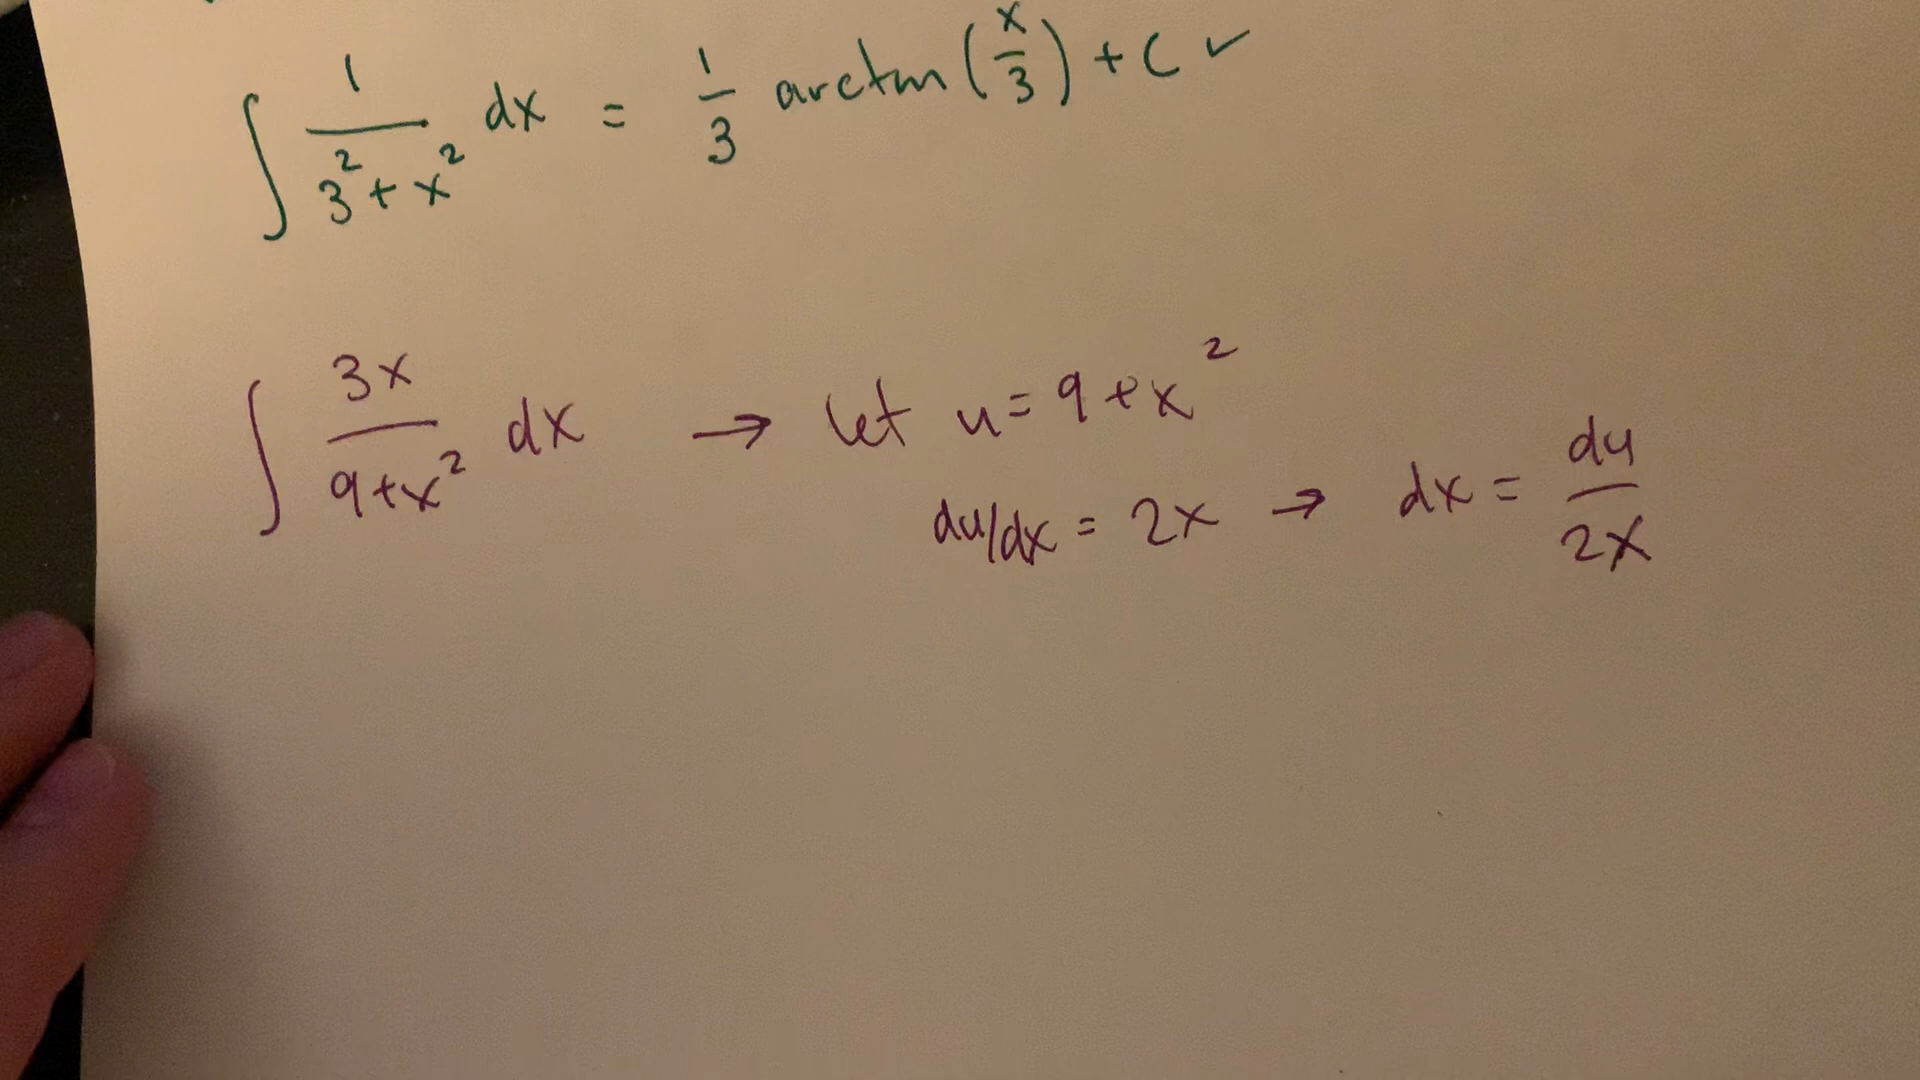 ∫ 1/(3² + x²) dx = 1/3 arctan(x/3) + C ✓
∫ 3x/(9+x²) dx → let u = 9+x²
du/dx = 2x → dx = du/2x